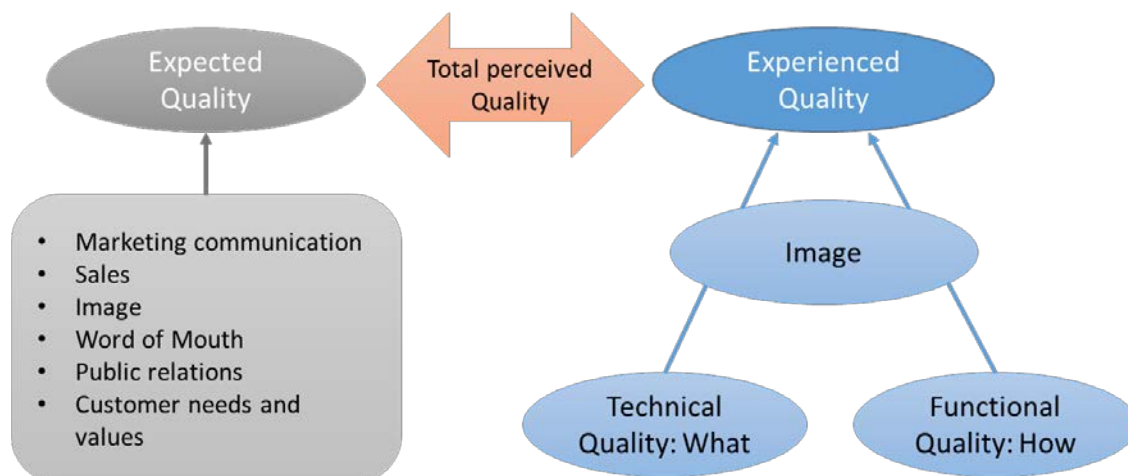 Expected
Quality
Total perceived
Quality
Experienced
Quality
• Marketing communication
• Sales
• Image
• Word of Mouth
• Public relations
• Customer needs and
values
Image
Technical
Quality: What
Functional
Quality: How